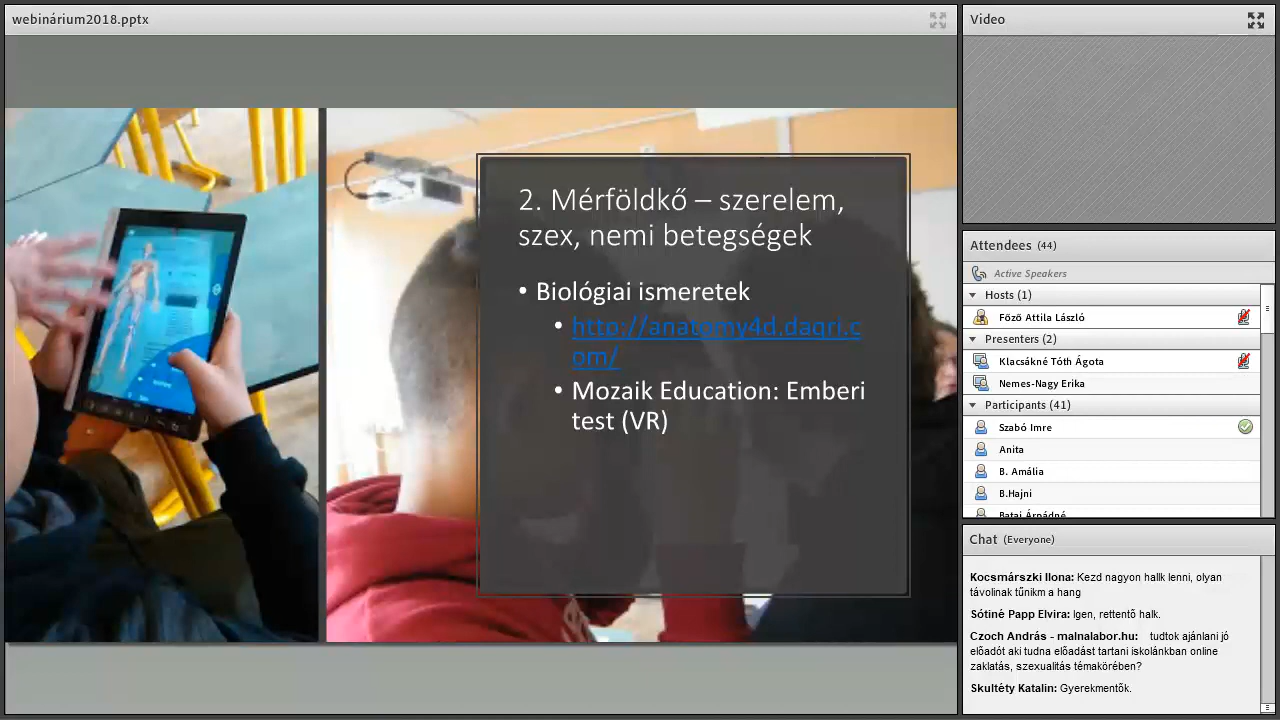 webinárium2018.pptx
2. Mérföldkő – szerelem,
szex, nemi betegségek
• Biológiai ismeretek
• http://anatomy4d.daqri.c
om/
• Mozaik Education: Emberi
test (VR)
Video
Attendees (44)
Active Speakers
Hosts (1)
Főző Attila László
Presenters (2)
Klacsákné Tóth Ágota
Nemes-Nagy Erika
Participants (41)
Szabó Imre
Anita
B. Amália
B.Hajni
Batai Árpádné
Chat (Everyone)
Kocsmárszki Ilona: Kezd nagyon hallk lenni, olyan
távolinak tűnikm a hang
Sótiné Papp Elvira: Igen, rettentő halk.
Czoch András - malnalabor.hu: tudtok ajánlani jó
előadót aki tudna előadást tartani iskolánkban online
zaklatás, szexualitás témakörében?
Skultéty Katalin: Gyerekmentők.